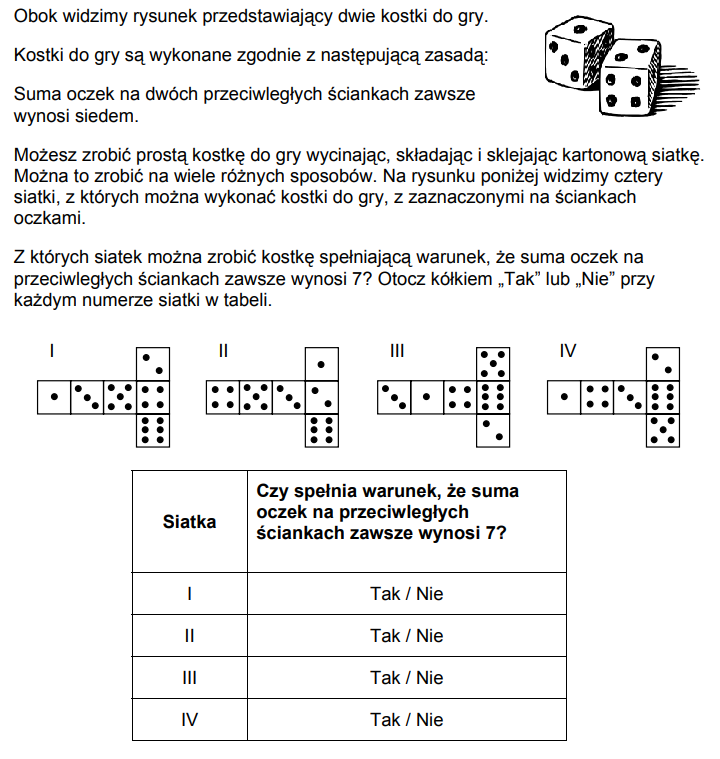 Obok widzimy rysunek przedstawiający dwie kostki do gry.
Kostki do gry są wykonane zgodnie z następującą zasadą:
Suma oczek na dwóch przeciwległych ściankach zawsze
wynosi siedem.
Możesz zrobić prostą kostkę do gry wycinając, składając i sklejając kartonową siatkę.
Można to zrobić na wiele różnych sposobów. Na rysunku poniżej widzimy cztery
siatki, z których można wykonać kostki do gry, z zaznaczonymi na ściankach
oczkami.
Z których siatek można zrobić kostkę spełniającą warunek, że suma oczek na
przeciwległych ściankach zawsze wynosi 7? Otocz kółkiem „Tak” lub „Nie” przy
każdym numerze siatki w tabeli.
I II III IV
Siatka
Czy spełnia warunek, że suma
oczek na przeciwległych
ściankach zawsze wynosi 7?
I Tak / Nie
II Tak / Nie
III Tak / Nie
IV Tak / Nie